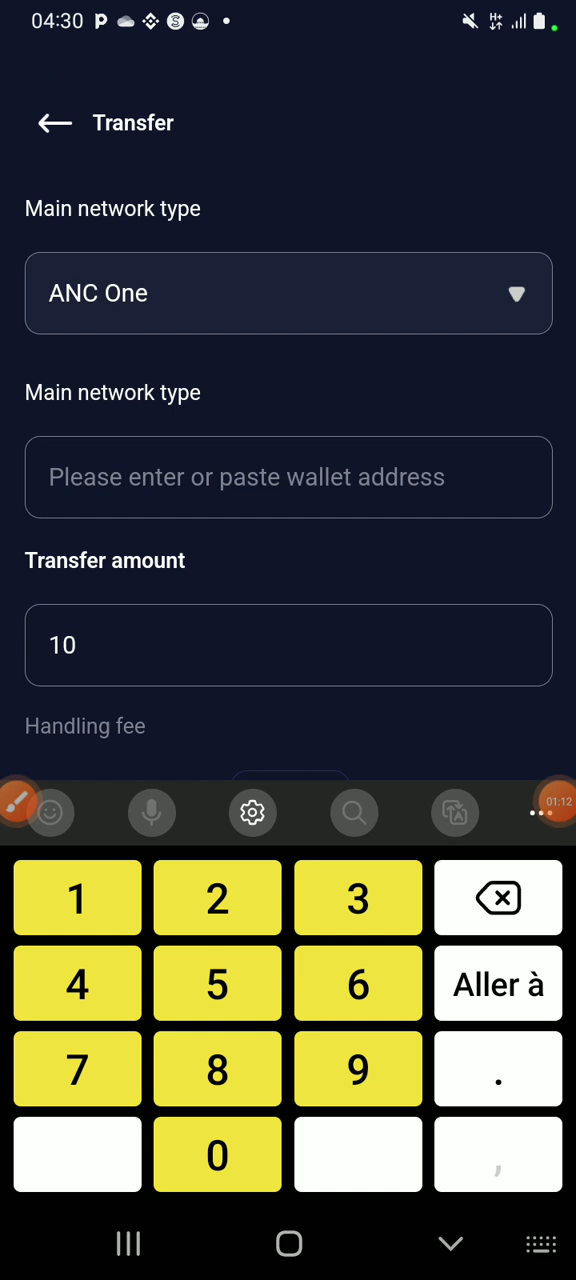 04:30
Transfer
Main network type
ANC One
Main network type
Please enter or paste wallet address
Transfer amount
10
Handling fee
01:12
1 2 3
4 5 6 Aller à
7 8 9 .
0 ,